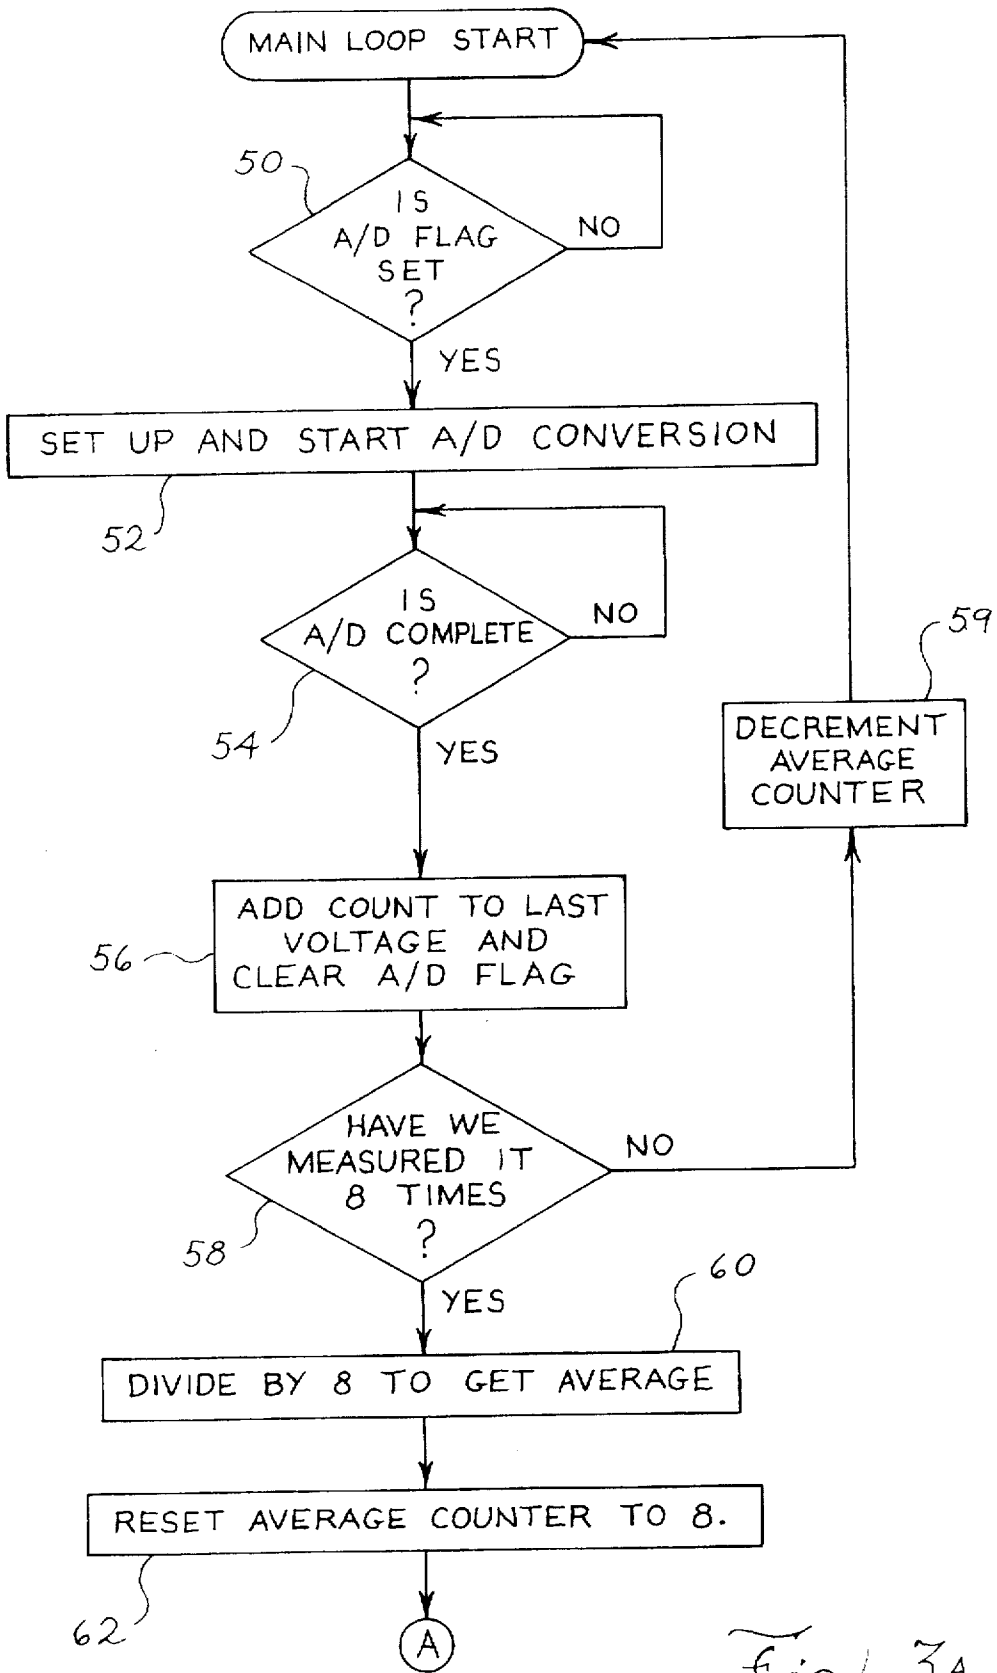 MAIN LOOP START
50
IS
A/D FLAG
SET
?
NO
YES
SET UP AND START A/D CONVERSION
52
IS
A/D COMPLETE
?
NO
54
YES
59
DECREMENT
AVERAGE
COUNTER
ADD COUNT TO LAST
VOLTAGE AND
CLEAR A/D FLAG
56
HAVE WE
MEASURED IT
8 TIMES
?
NO
58
YES
60
DIVIDE BY 8 TO GET AVERAGE
RESET AVERAGE COUNTER TO 8.
62
A
Fig. 3A